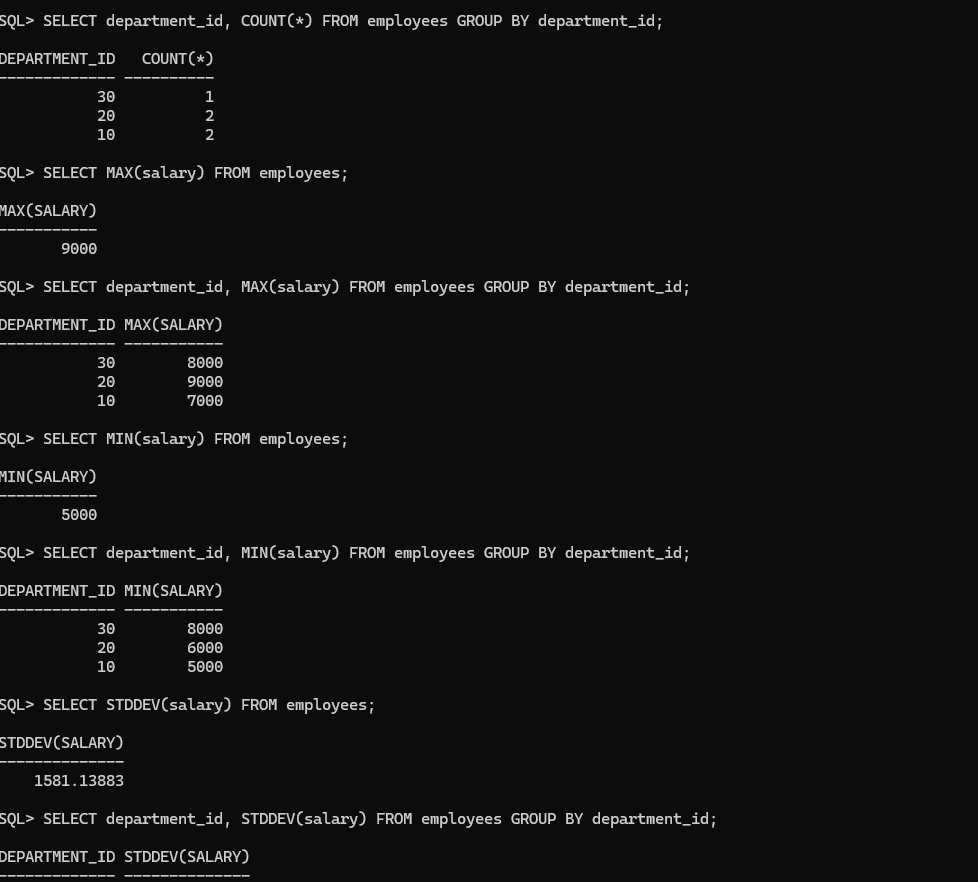 SQL> SELECT department_id, COUNT(*) FROM employees GROUP BY department_id;
DEPARTMENT_ID   COUNT(*)
------------- ----------
           30          1
           20          2
           10          2
SQL> SELECT MAX(salary) FROM employees;
MAX(SALARY)
-----------
       9000
SQL> SELECT department_id, MAX(salary) FROM employees GROUP BY department_id;
DEPARTMENT_ID MAX(SALARY)
------------- -----------
           30        8000
           20        9000
           10        7000
SQL> SELECT MIN(salary) FROM employees;
MIN(SALARY)
-----------
       5000
SQL> SELECT department_id, MIN(salary) FROM employees GROUP BY department_id;
DEPARTMENT_ID MIN(SALARY)
------------- -----------
           30        8000
           20        6000
           10        5000
SQL> SELECT STDDEV(salary) FROM employees;
STDDEV(SALARY)
--------------
    1581.13883
SQL> SELECT department_id, STDDEV(salary) FROM employees GROUP BY department_id;
DEPARTMENT_ID STDDEV(SALARY)
------------- --------------